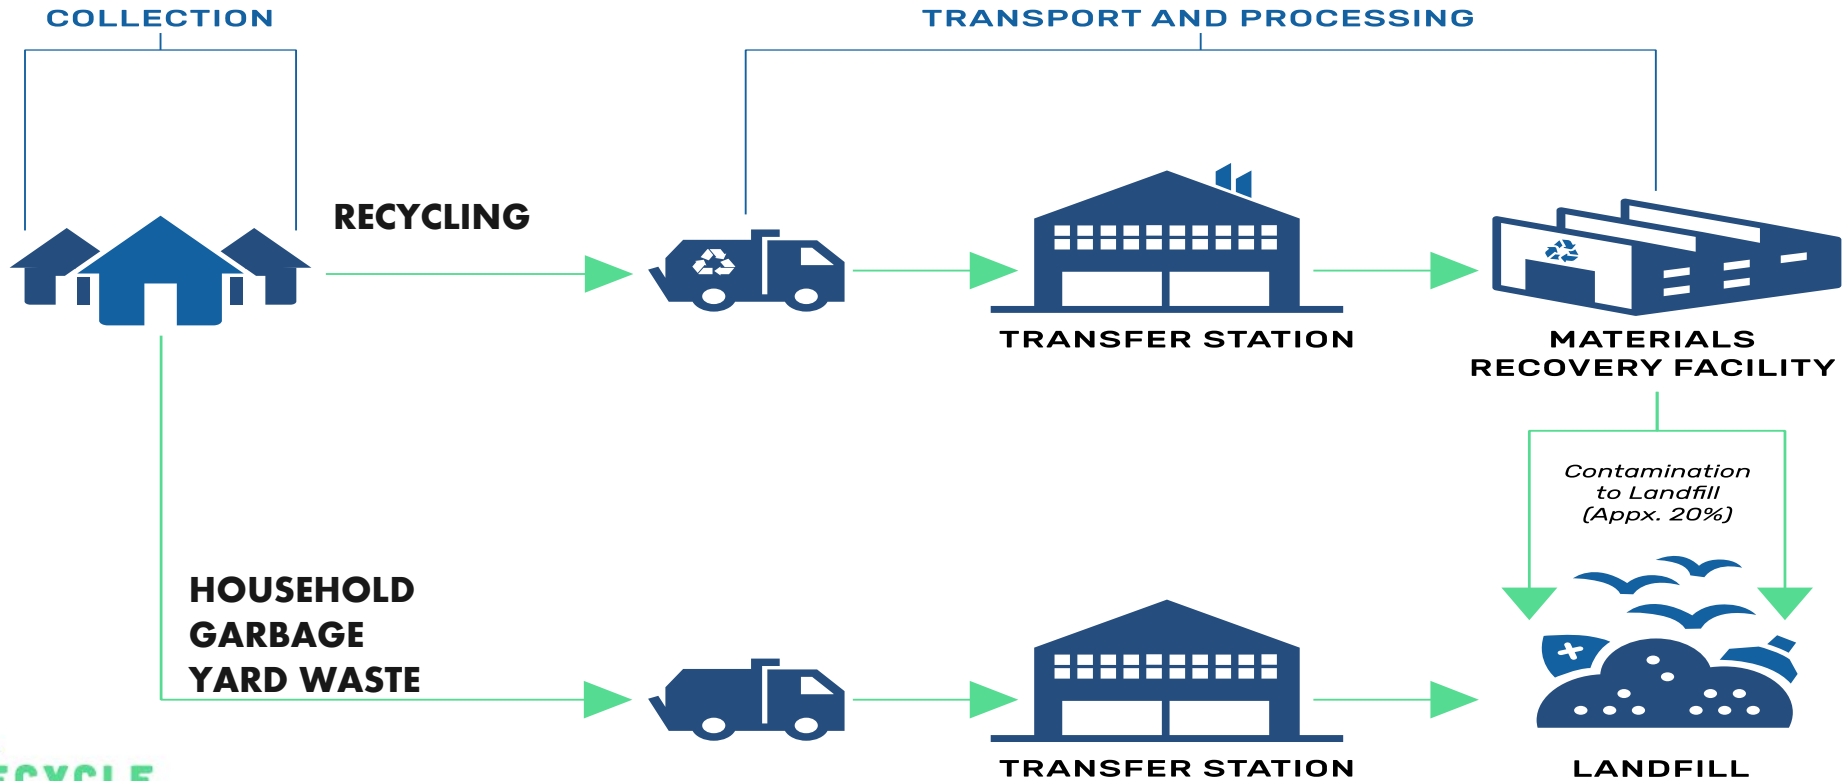 COLLECTION
TRANSPORT AND PROCESSING
RECYCLING
TRANSFER STATION
MATERIALS
RECOVERY FACILITY
Contamination
to Landfill
(Appx. 20%)
HOUSEHOLD
GARBAGE
YARD WASTE
TRANSFER STATION
LANDFILL